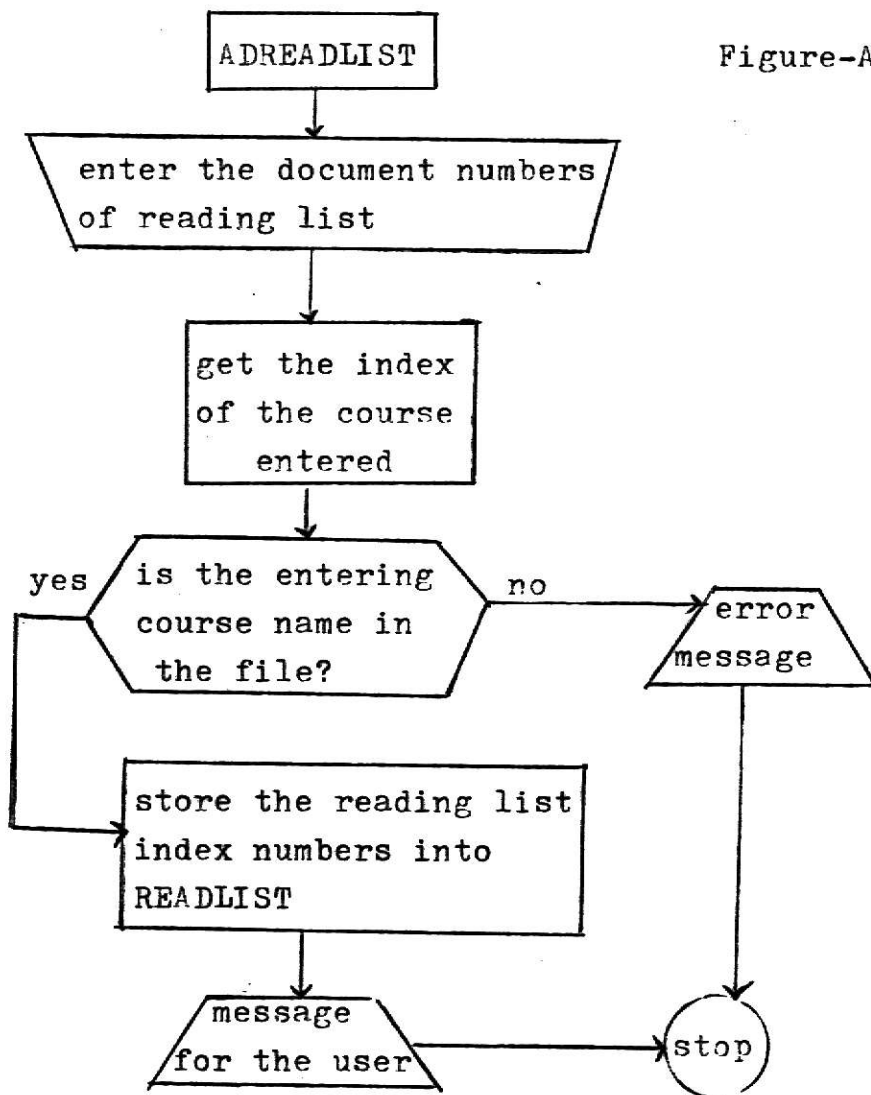 ADREADLIST
Figure-A
enter the document numbers
of reading list
get the index
of the course
entered
yes
is the entering
course name in
the file?
no
error
message
store the reading list
index numbers into
READLIST
message
for the user
stop